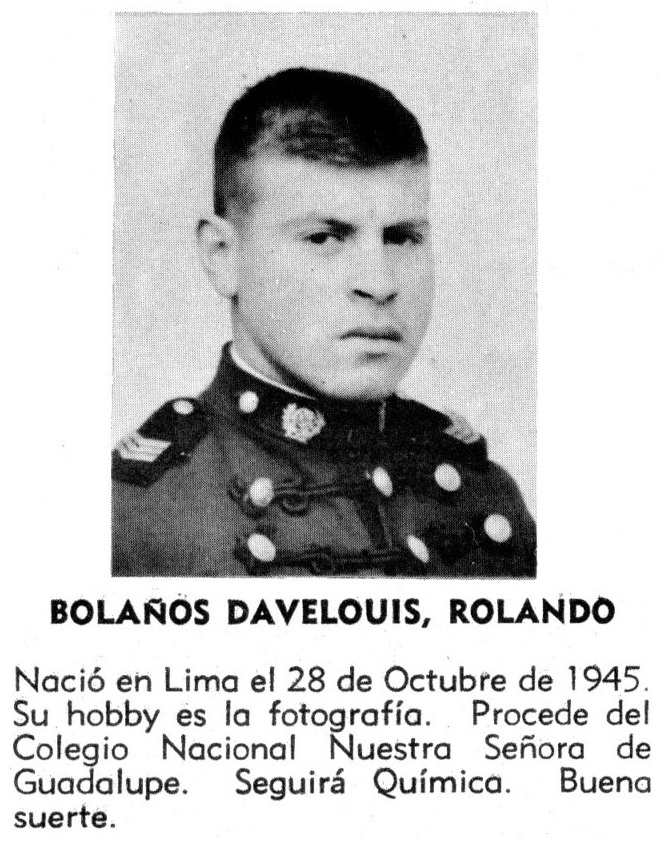 BOLAÑOS DAVELOUIS, ROLANDO
Nació en Lima el 28 de Octubre de 1945.
Su hobby es la fotografía. Procede del
Colegio Nacional Nuestra Señora de
Guadalupe. Seguirá Química. Buena
suerte.